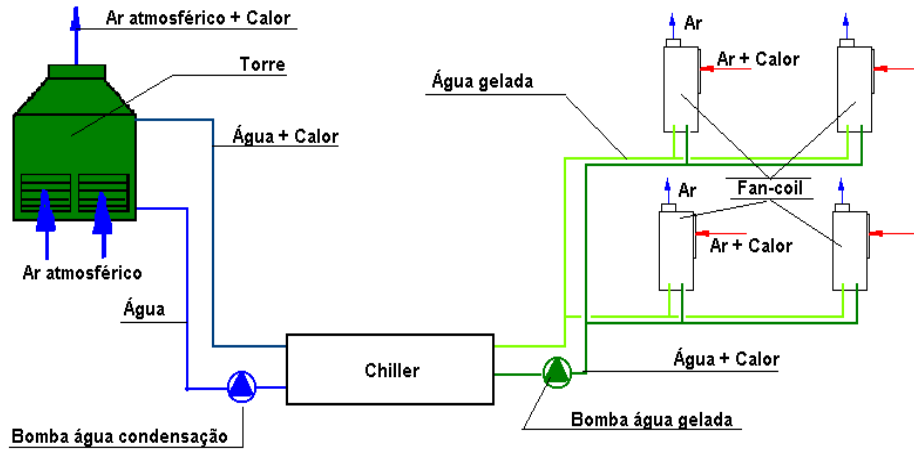 Ar atmosférico + Calor
Torre
Água + Calor
Ar atmosférico
Água
Bomba água condensação
Chiller
Ar
Ar + Calor
Água gelada
Fan-coil
Ar
Ar + Calor
Água + Calor
Bomba água gelada